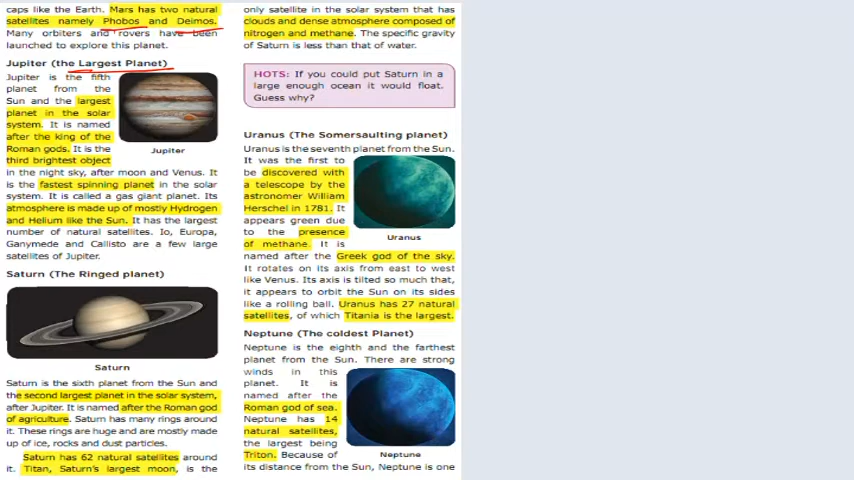 caps like the Earth. Mars has two natural
satellites namely Phobos and Deimos.
Many orbiters and rovers have been
launched to explore this planet.
Jupiter (the Largest Planet)
Jupiter is the fifth
planet from the
Sun and the largest
planet in the solar
system. It is named
after the king of the
Roman gods. It is the
third brightest object
Jupiter
in the night sky, after moon and Venus. It
is the fastest spinning planet in the solar
system. It is called a gas giant planet. Its
atmosphere is made up of mostly Hydrogen
and Helium like the Sun. It has the largest
number of natural satellites. Io, Europa,
Ganymede and Callisto are a few large
satellites of Jupiter.
Saturn (The Ringed planet)
Saturn
Saturn is the sixth planet from the Sun and
the second largest planet in the solar system,
after Jupiter. It is named after the Roman god
of agriculture. Saturn has many rings around
it. These rings are huge and are mostly made
up of ice, rocks and dust particles.
Saturn has 62 natural satellites around
it. Titan, Saturn's largest moon, is the
only satellite in the solar system that has
clouds and dense atmosphere composed of
nitrogen and methane. The specific gravity
of Saturn is less than that of water.
HOTS: If you could put Saturn in a
large enough ocean it would float.
Guess why?
Uranus (The Somersaulting planet)
Uranus is the seventh planet from the Sun.
It was the first to
be discovered with
a telescope by the
astronomer William
Herschel in 1781. It
appears green due
to the presence
of methane. It is
Uranus
named after the Greek god of the sky.
It rotates on its axis from east to west
like Venus. Its axis is tilted so much that,
it appears to orbit the Sun on its sides
like a rolling ball. Uranus has 27 natural
satellites, of which Titania is the largest.
Neptune (The coldest Planet)
Neptune is the eighth and the farthest
planet from the Sun. There are strong
winds in this
planet. It is
named after the
Roman god of sea.
Neptune has 14
natural satellites,
the largest being
Triton. Because of
Neptune
its distance from the Sun, Neptune is one